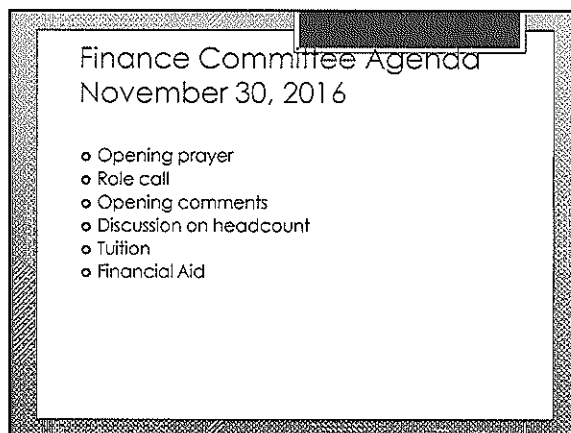 Finance Committee Agenda
November 30, 2016
Opening prayer
Role call
Opening comments
Discussion on headcount
Tuition
Financial Aid